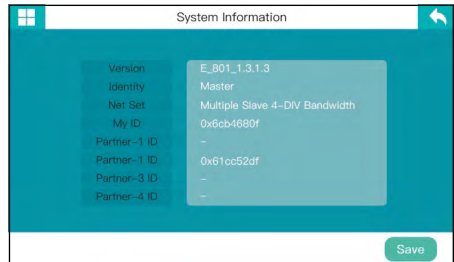 System Information
Version E_801_1.3.1.3
Identity Master
Net Set Multiple Slave 4-DIV Bandwidth
My ID 0x6cb4680f
Partner-1 ID -
Partner-1 ID 0x61cc52df
Partner-3 ID -
Partner-4 ID -
Save